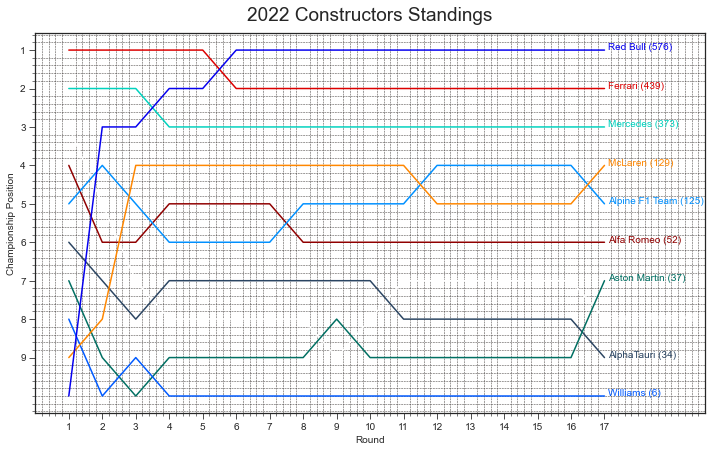 2022 Constructors Standings
Championship Position
1
2
3
4
5
6
7
8
9
Red Bull (576)
Ferrari (439)
Mercedes (373)
McLaren (129)
Alpine F1 Team (125)
Alfa Romeo (52)
Aston Martin (37)
AlphaTauri (34)
Williams (6)
1 2 3 4 5 6 7 8 9 10 11 12 13 14 15 16 17
Round